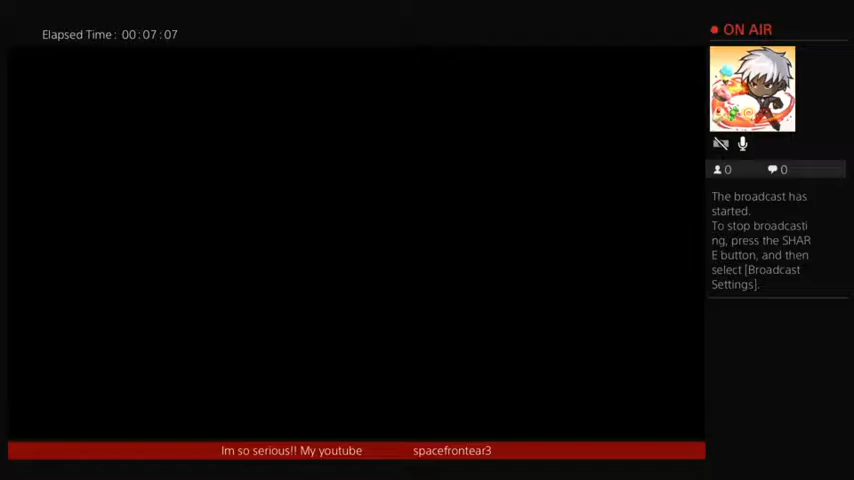 Elapsed Time : 00:07:07
ON AIR
0 0
The broadcast has
started.
To stop broadcasti
ng, press the SHAR
E button, and then
select [Broadcast
Settings].
Im so serious!! My youtube spacefrontear3